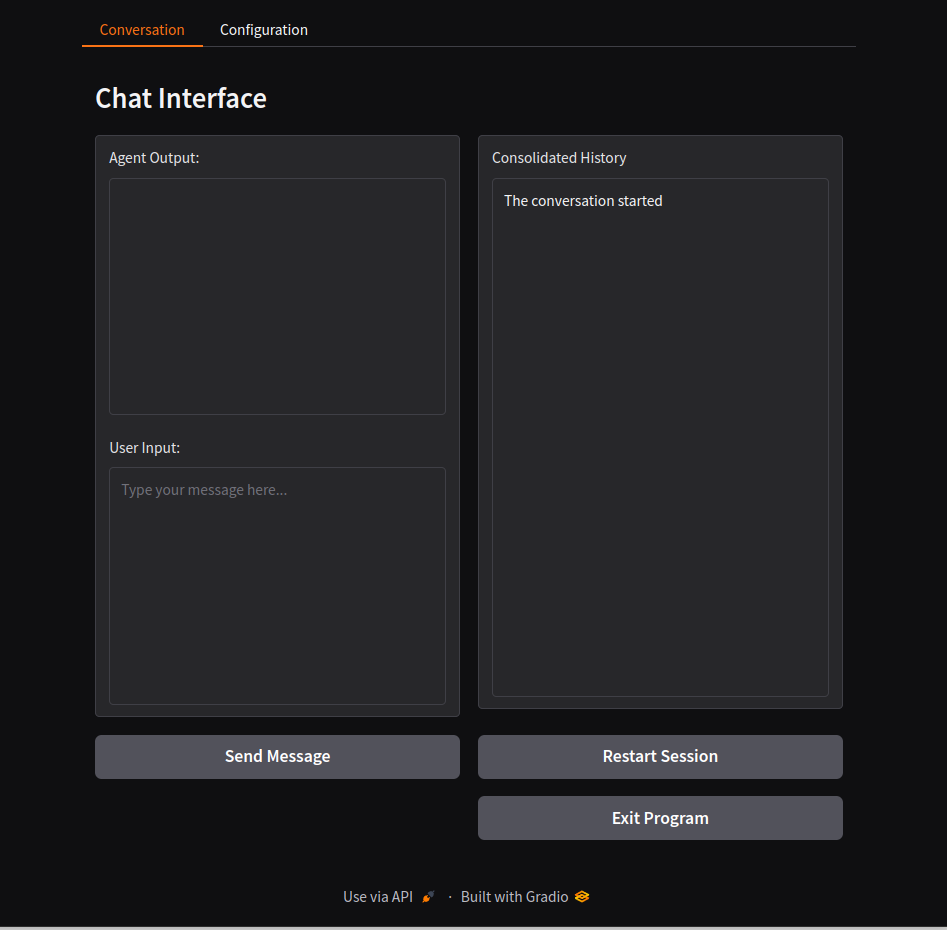 Conversation
Configuration
Chat Interface
Agent Output:
User Input:
Type your message here...
Send Message
Consolidated History
The conversation started
Restart Session
Exit Program
Use via API · Built with Gradio